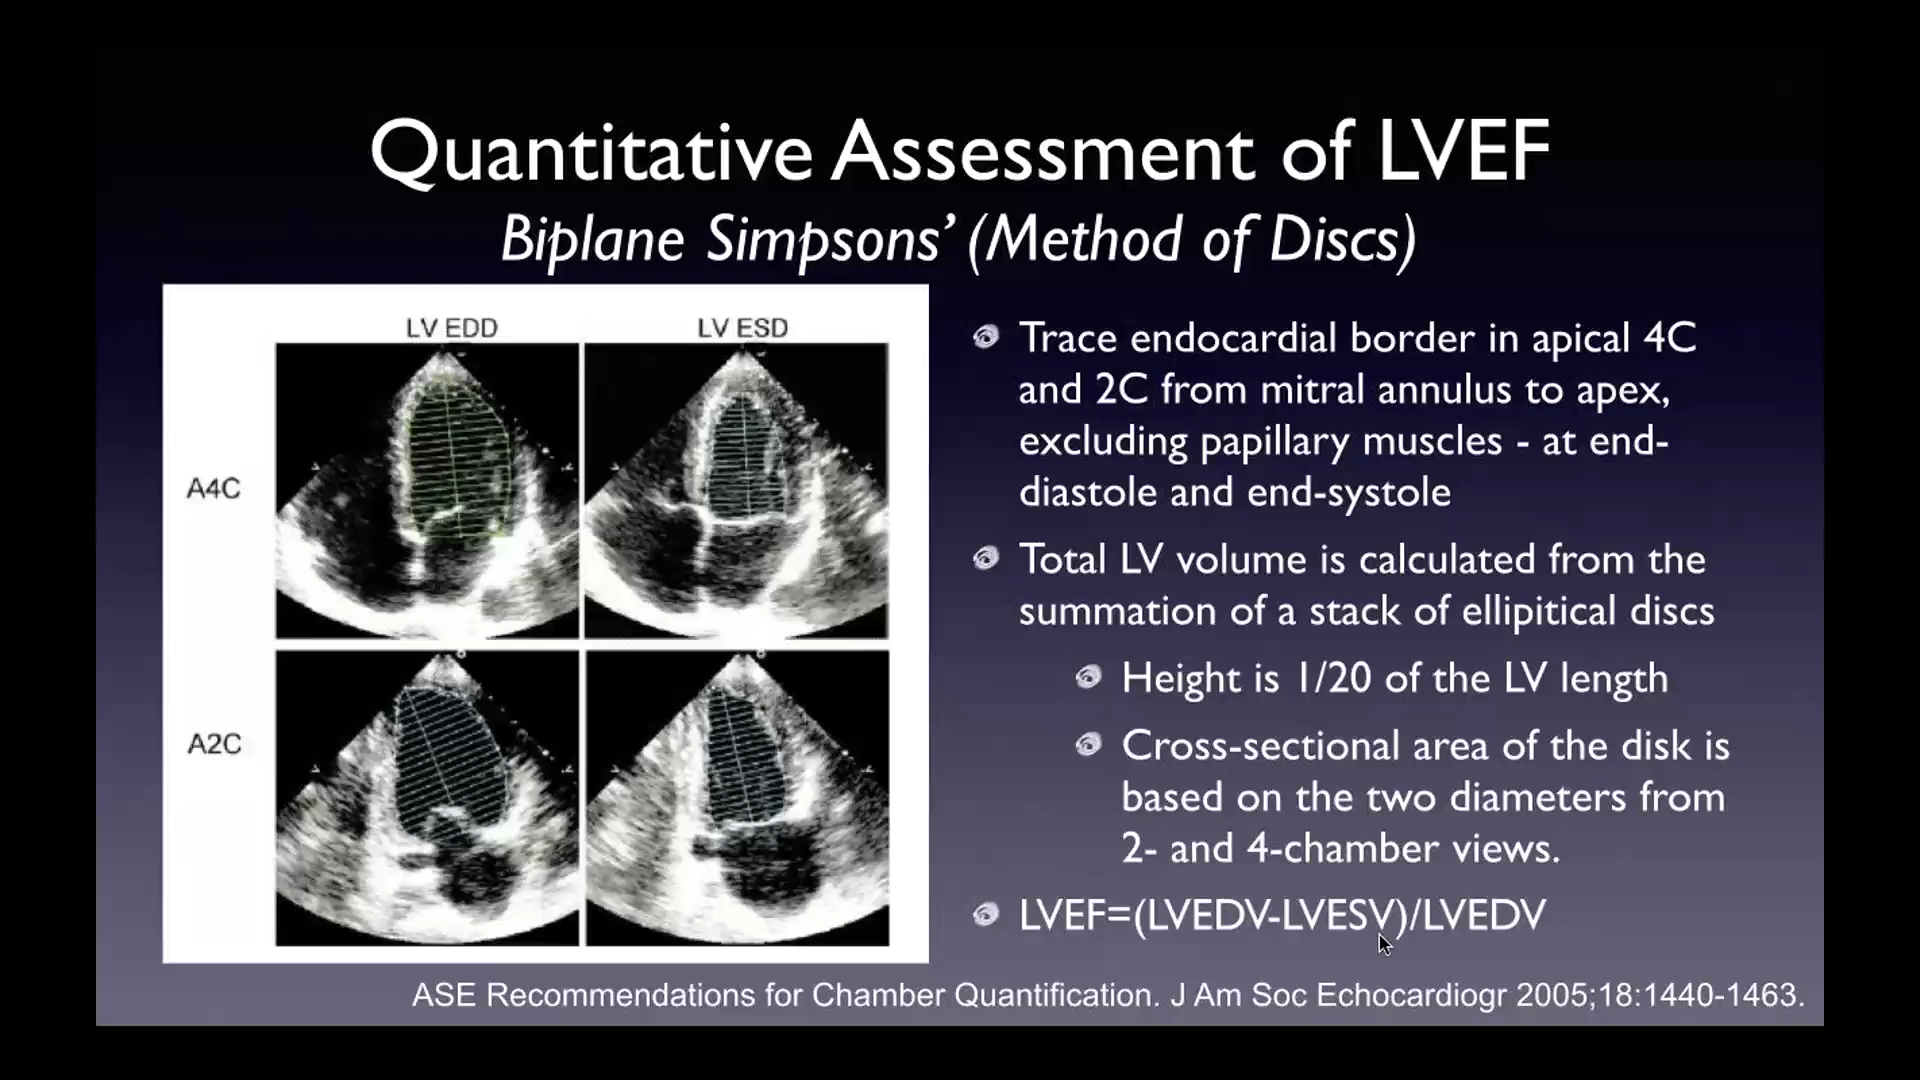 Quantitative Assessment of LVEF
Biplane Simpsons’ (Method of Discs)
LV EDD
LV ESD
A4C
A2C
Trace endocardial border in apical 4C
and 2C from mitral annulus to apex,
excluding papillary muscles - at end-
diastole and end-systole
Total LV volume is calculated from the
summation of a stack of ellipitical discs
Height is 1/20 of the LV length
Cross-sectional area of the disk is
based on the two diameters from
2- and 4-chamber views.
LVEF=(LVEDV-LVESV)/LVEDV
ASE Recommendations for Chamber Quantification. J Am Soc Echocardiogr 2005;18:1440-1463.